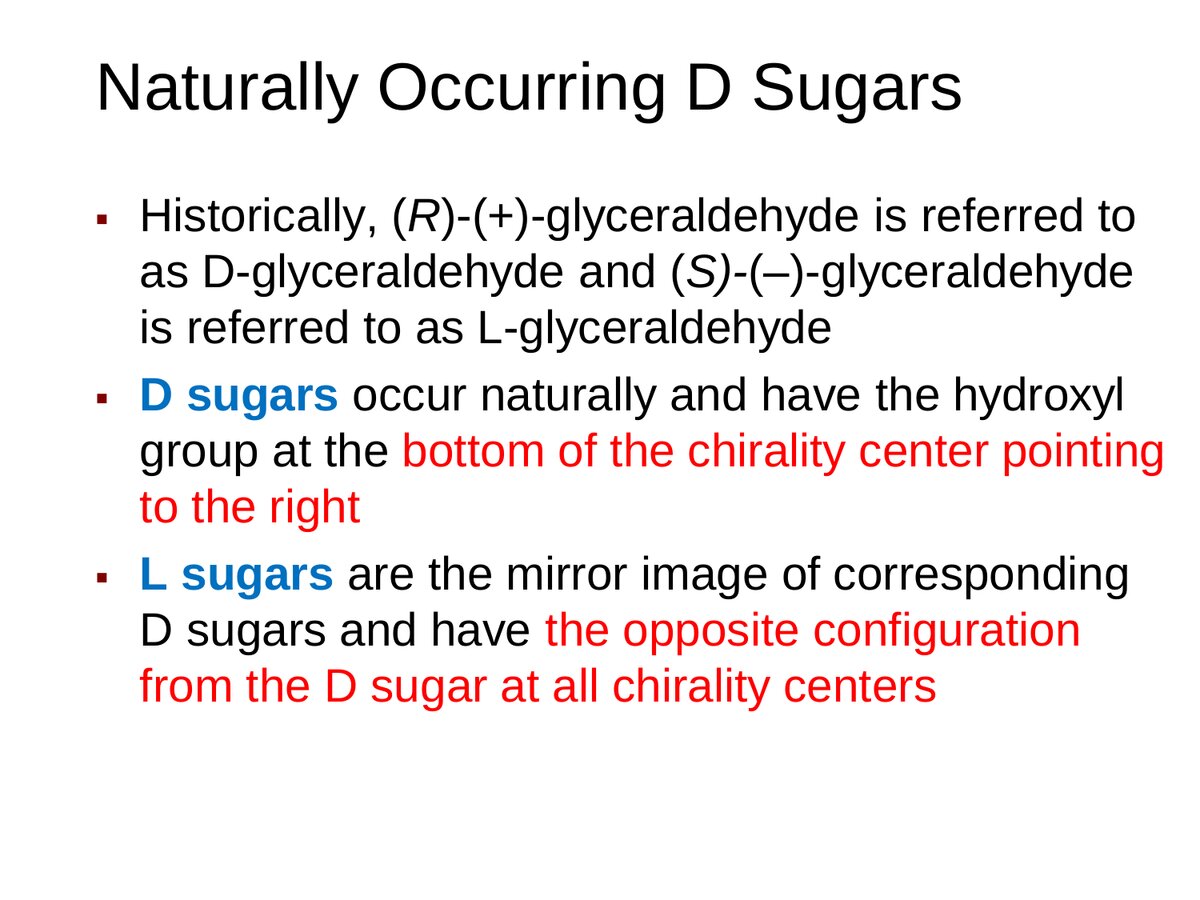 Naturally Occurring D Sugars
▪ Historically, (R)-(+)-glyceraldehyde is referred to
as D-glyceraldehyde and (S)-(–)-glyceraldehyde
is referred to as L-glyceraldehyde
▪ D sugars occur naturally and have the hydroxyl
group at the bottom of the chirality center pointing
to the right
▪ L sugars are the mirror image of corresponding
D sugars and have the opposite configuration
from the D sugar at all chirality centers